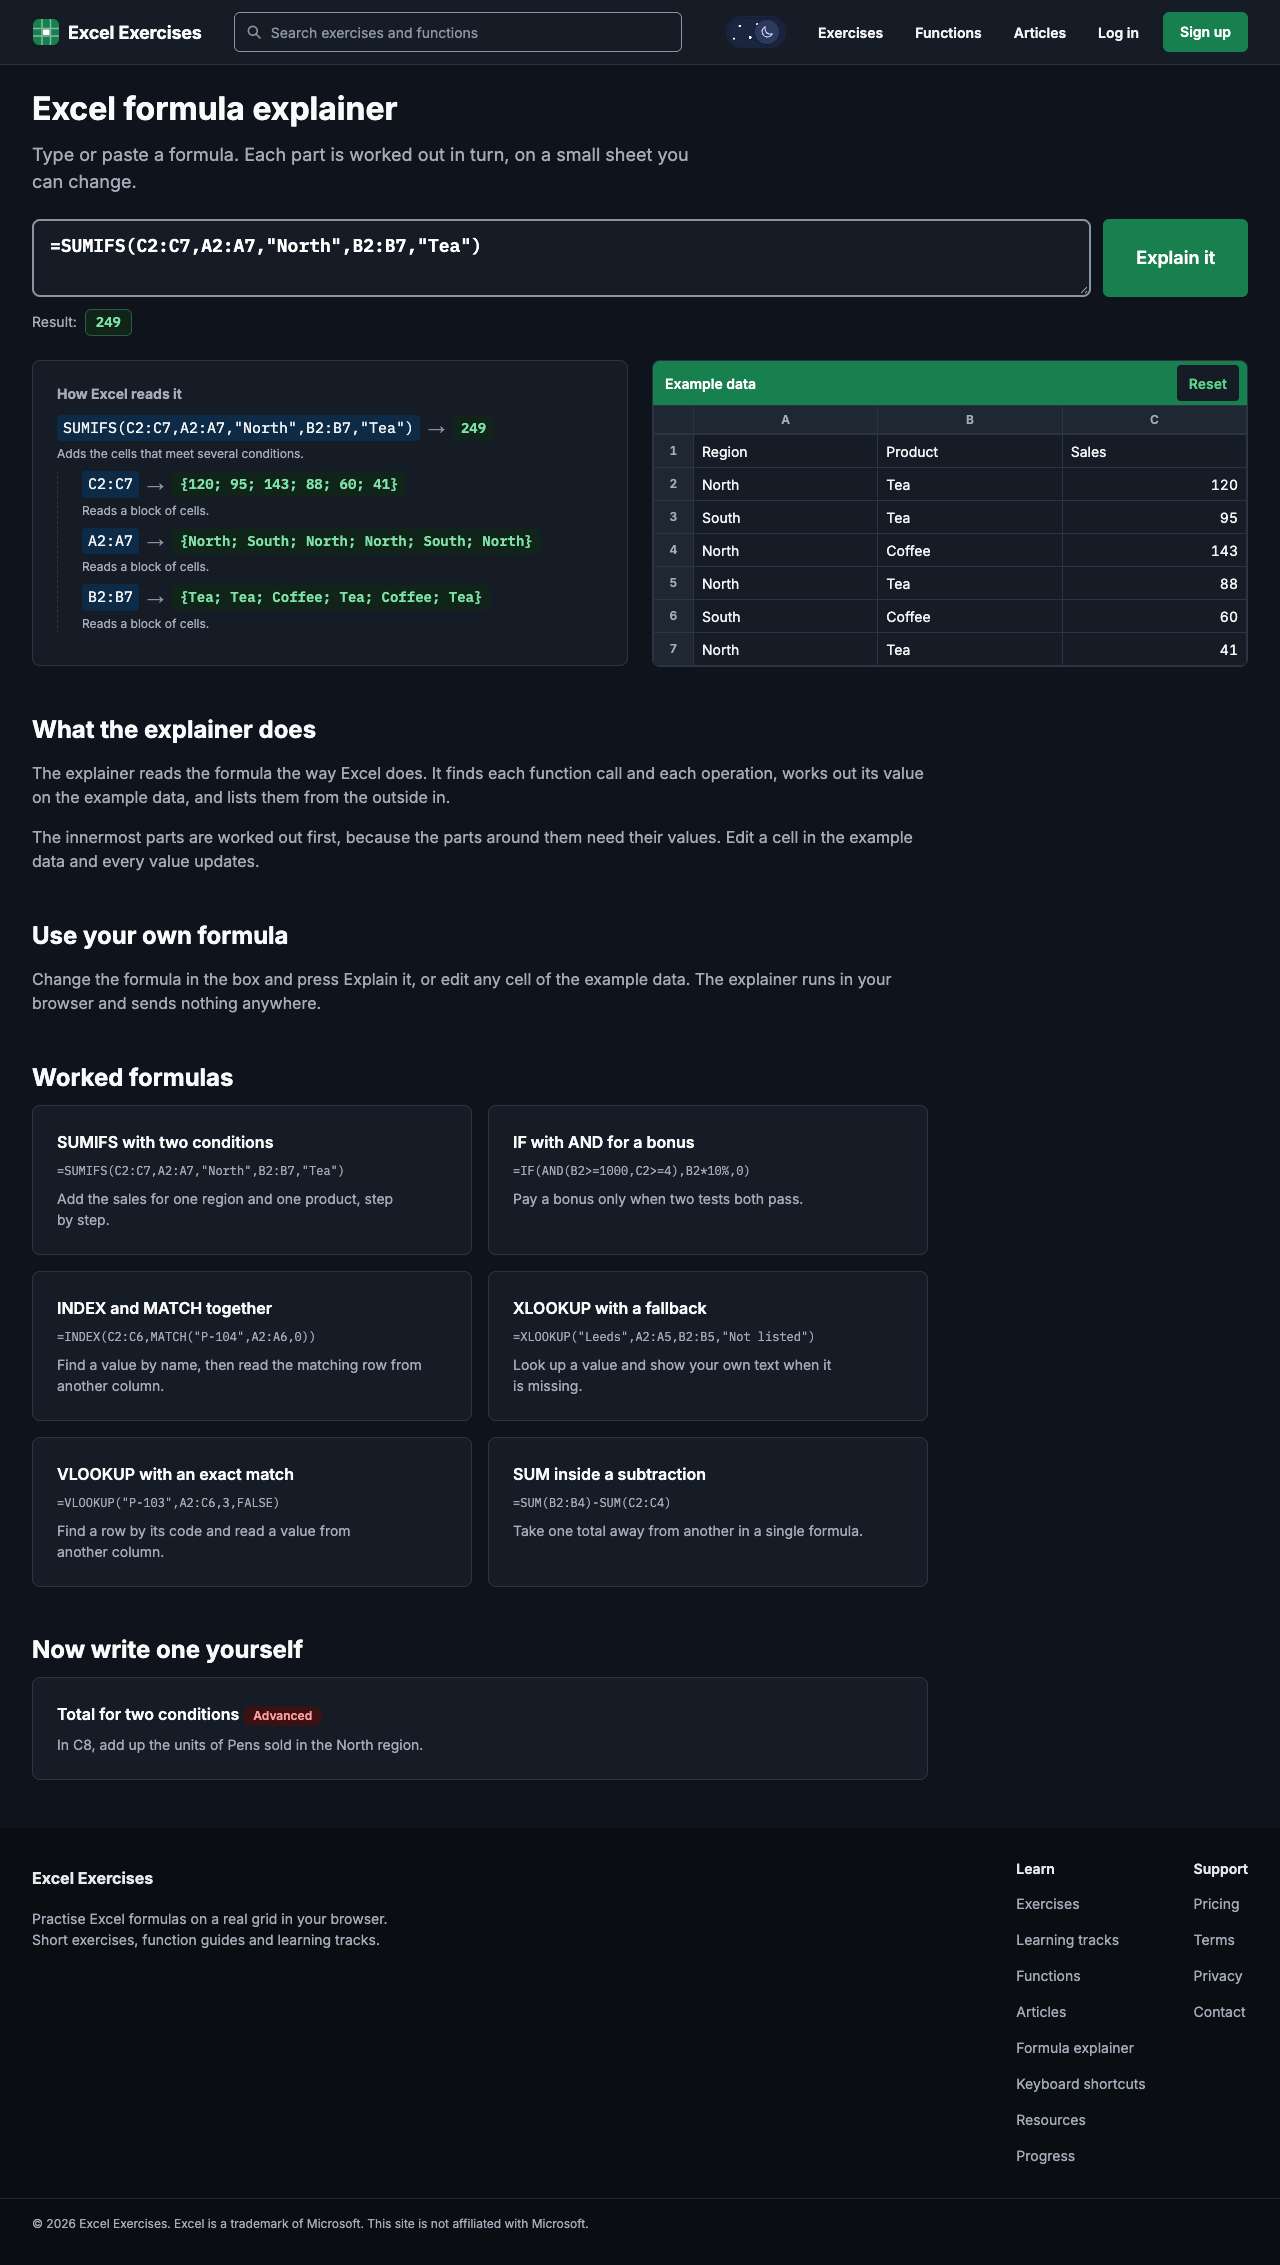 Excel Exercises
Search exercises and functions
Exercises
Functions
Articles
Log in
Sign up
Excel formula explainer
Type or paste a formula. Each part is worked out in turn, on a small sheet you
can change.
=SUMIFS(C2:C7,A2:A7,"North",B2:B7,"Tea")
Explain it
Result: 249
How Excel reads it
SUMIFS(C2:C7,A2:A7,"North",B2:B7,"Tea") → 249
Adds the cells that meet several conditions.
C2:C7 → {120; 95; 143; 88; 60; 41}
Reads a block of cells.
A2:A7 → {North; South; North; North; South; North}
Reads a block of cells.
B2:B7 → {Tea; Tea; Coffee; Tea; Coffee; Tea}
Reads a block of cells.
Example data
Reset
A B C
1 Region Product Sales
2 North Tea 120
3 South Tea 95
4 North Coffee 143
5 North Tea 88
6 South Coffee 60
7 North Tea 41
What the explainer does
The explainer reads the formula the way Excel does. It finds each function call and each operation, works out its value
on the example data, and lists them from the outside in.
The innermost parts are worked out first, because the parts around them need their values. Edit a cell in the example
data and every value updates.
Use your own formula
Change the formula in the box and press Explain it, or edit any cell of the example data. The explainer runs in your
browser and sends nothing anywhere.
Worked formulas
SUMIFS with two conditions
=SUMIFS(C2:C7,A2:A7,"North",B2:B7,"Tea")
Add the sales for one region and one product, step
by step.
IF with AND for a bonus
=IF(AND(B2>=1000,C2>=4),B2*10%,0)
Pay a bonus only when two tests both pass.
INDEX and MATCH together
=INDEX(C2:C6,MATCH("P-104",A2:A6,0))
Find a value by name, then read the matching row from
another column.
XLOOKUP with a fallback
=XLOOKUP("Leeds",A2:A5,B2:B5,"Not listed")
Look up a value and show your own text when it
is missing.
VLOOKUP with an exact match
=VLOOKUP("P-103",A2:C6,3,FALSE)
Find a row by its code and read a value from
another column.
SUM inside a subtraction
=SUM(B2:B4)-SUM(C2:C4)
Take one total away from another in a single formula.
Now write one yourself
Total for two conditions Advanced
In C8, add up the units of Pens sold in the North region.
Excel Exercises
Practise Excel formulas on a real grid in your browser.
Short exercises, function guides and learning tracks.
Learn
Exercises
Learning tracks
Functions
Articles
Formula explainer
Keyboard shortcuts
Resources
Progress
Support
Pricing
Terms
Privacy
Contact
© 2026 Excel Exercises. Excel is a trademark of Microsoft. This site is not affiliated with Microsoft.